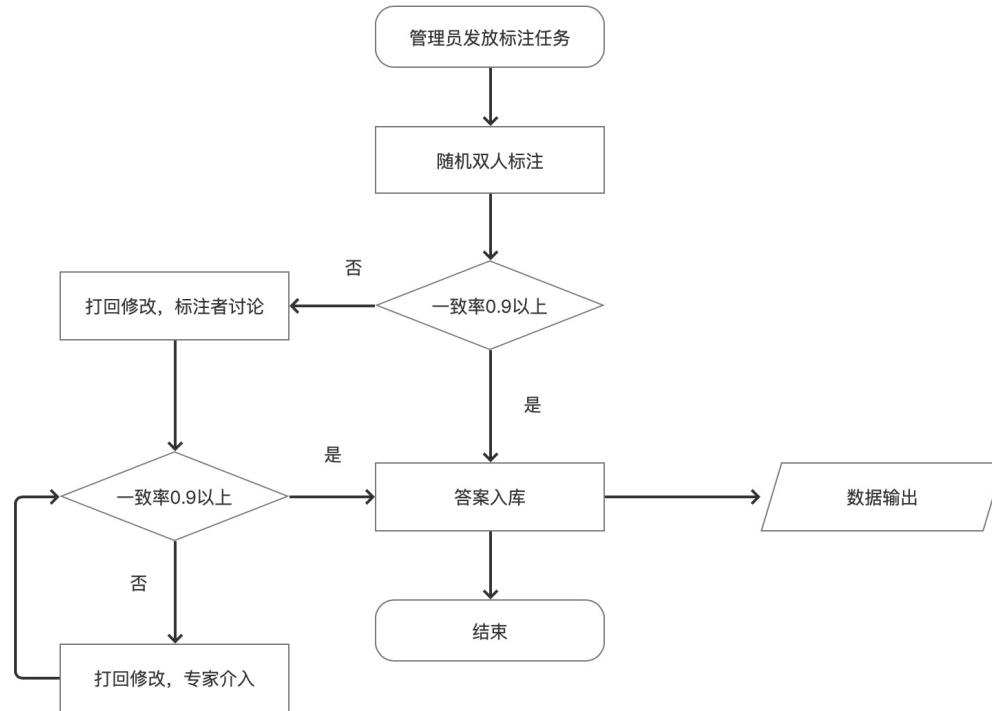 管理员发放标注任务
随机双人标注
否
打回修改，标注者讨论
一致率0.9以上
是
是
一致率0.9以上
答案入库
数据输出
否
结束
打回修改，专家介入